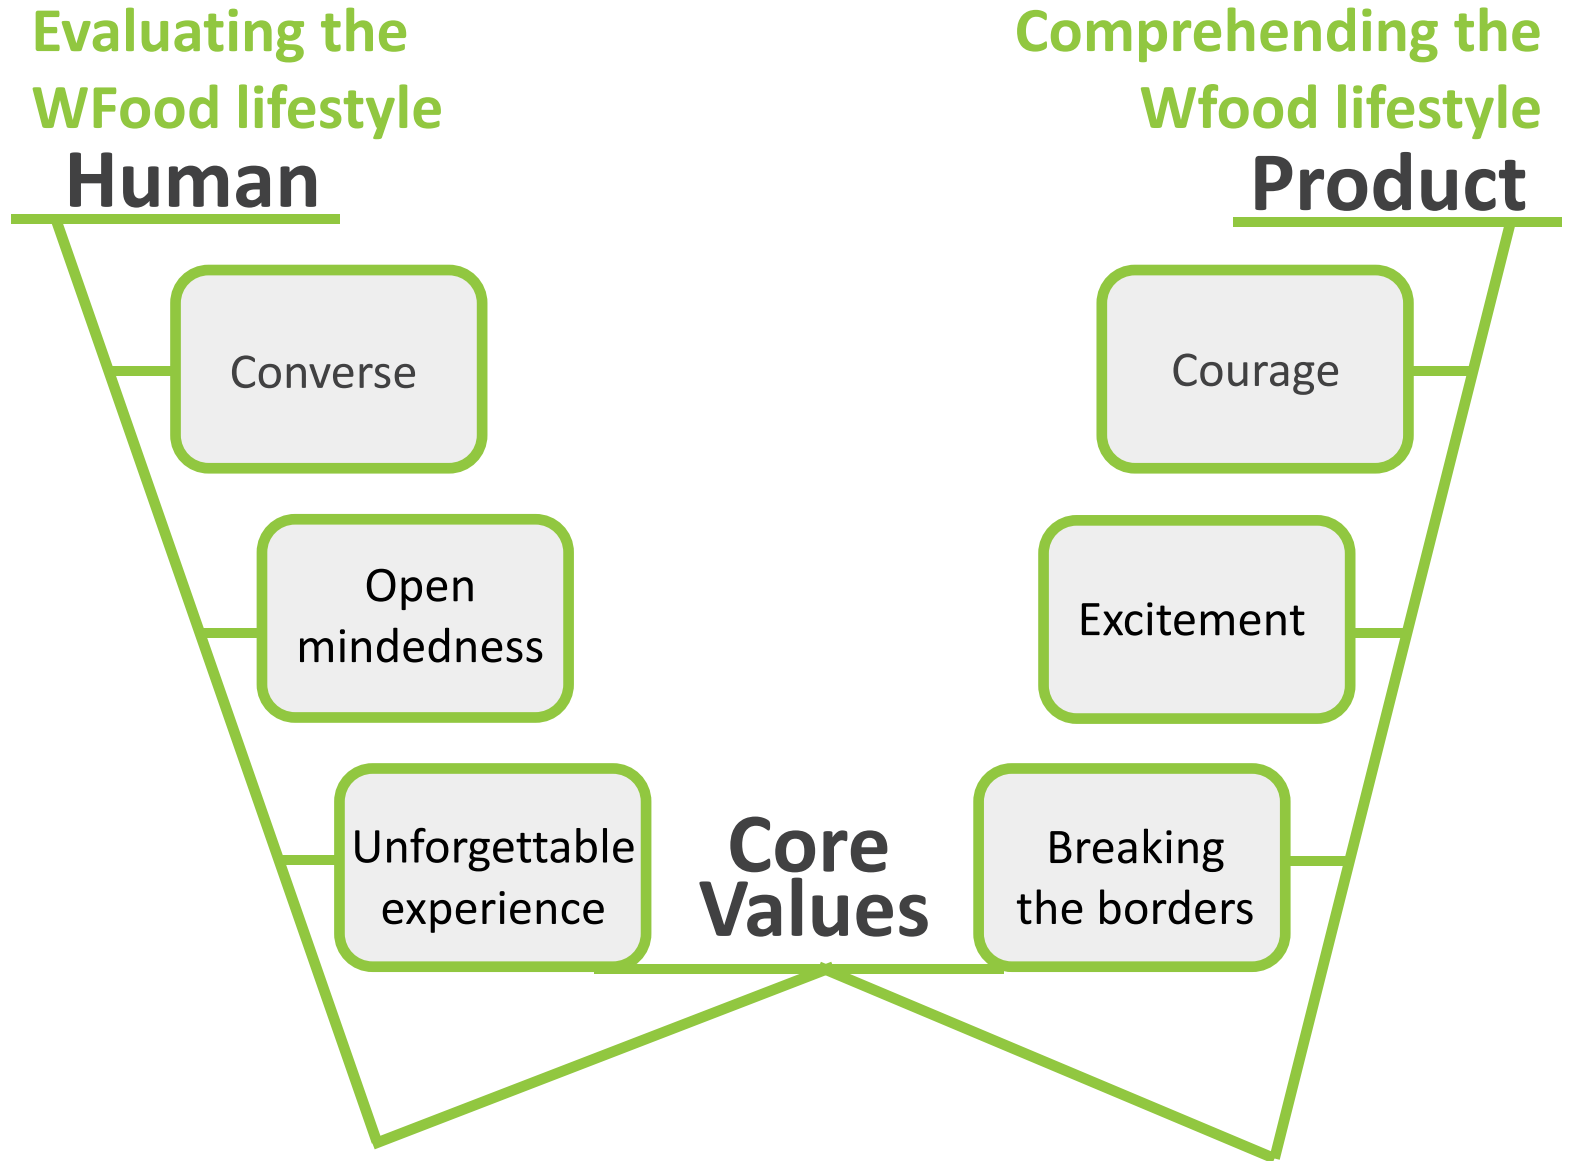 Evaluating the
WFood lifestyle
Human
Comprehending the
Wfood lifestyle
Product
Converse
Open
mindedness
Unforgettable
experience
Core
Values
Courage
Excitement
Breaking
the borders